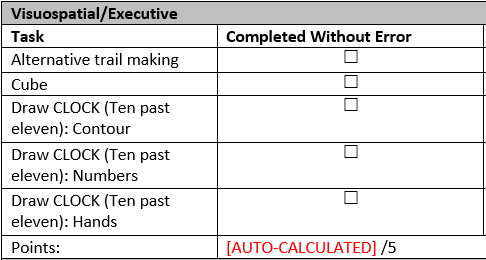 Visuospatial/Executive
Task Completed Without Error
Alternative trail making ☐
Cube ☐
Draw CLOCK (Ten past ☐
eleven): Contour
Draw CLOCK (Ten past ☐
eleven): Numbers
Draw CLOCK (Ten past ☐
eleven): Hands
Points: [AUTO-CALCULATED] /5